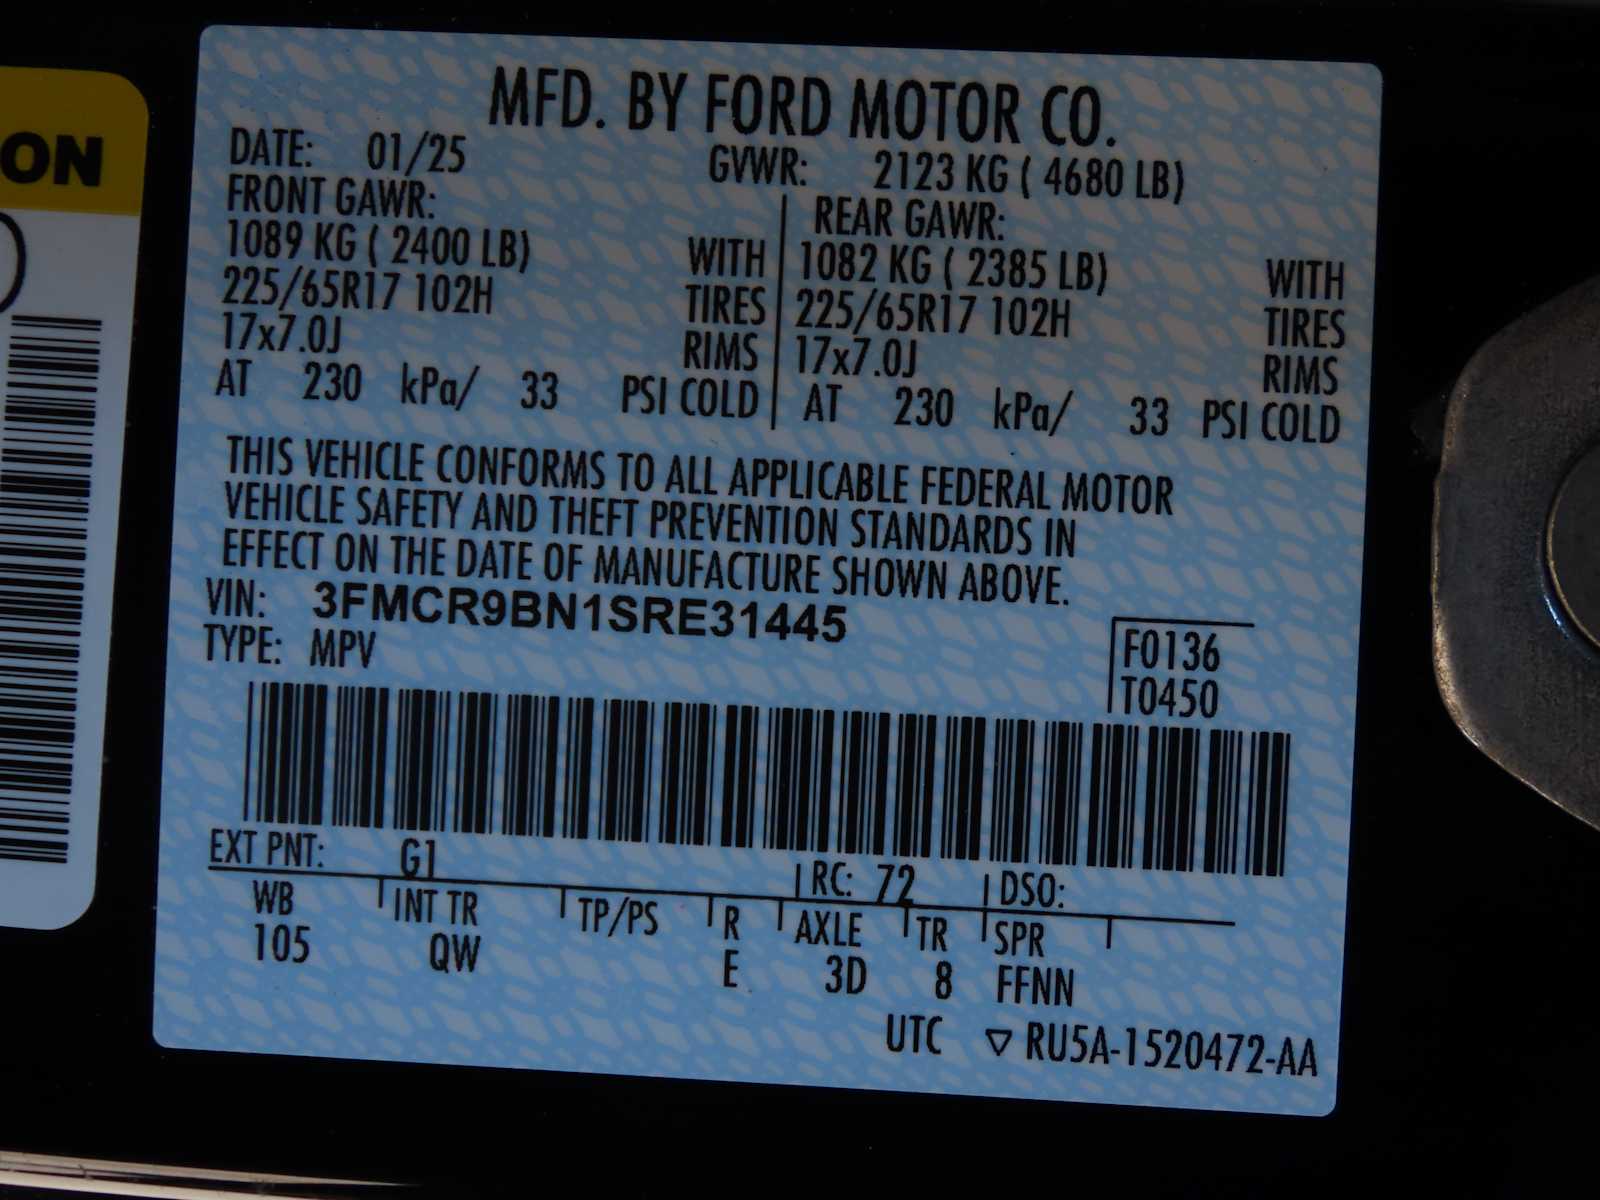 ON
MFD. BY FORD MOTOR CO.
DATE: 01/25 GVWR: 2123 KG ( 4680 LB)
FRONT GAWR: REAR GAWR:
1089 KG ( 2400 LB) WITH 1082 KG ( 2385 LB) WITH
225/65R17 102H TIRES 225/65R17 102H TIRES
17x7.0J RIMS 17x7.0J RIMS
AT 230 kPa/ 33 PSI COLD AT 230 kPa/ 33 PSI COLD
THIS VEHICLE CONFORMS TO ALL APPLICABLE FEDERAL MOTOR
VEHICLE SAFETY AND THEFT PREVENTION STANDARDS IN
EFFECT ON THE DATE OF MANUFACTURE SHOWN ABOVE.
VIN: 3FMCR9BN1SRE31445
TYPE: MPV
F0136
T0450
EXT PNT: G1 RC: 72 DSO:
WB INT TR TP/PS R AXLE TR SPR
105 QW E 3D 8 FFNN
UTC ▽ RU5A-1520472-AA